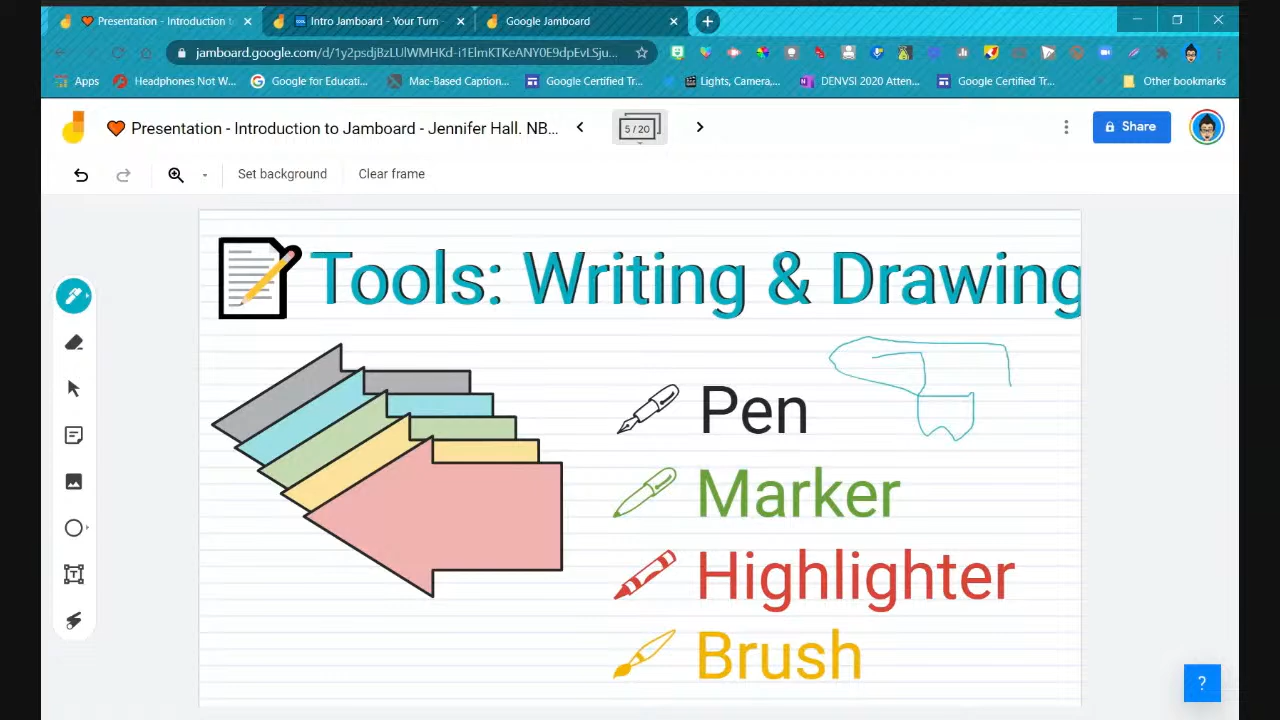 Presentation - Introduction t
Intro Jamboard - Your Turn
Google Jamboard
jamboard.google.com/d/1y2psdjBzLUlWMHKd-i1ElmKTKeANY0E9dpEvLSju...
Apps
Headphones Not W...
Google for Educati...
Mac-Based Caption...
Google Certified Tr...
Lights, Camera,...
DENVSI 2020 Atten...
Google Certified Tr...
Other bookmarks
Presentation - Introduction to Jamboard - Jennifer Hall. NB...
5 / 20
Share
Set background
Clear frame
Tools: Writing & Drawing
Pen
Marker
Highlighter
Brush
?